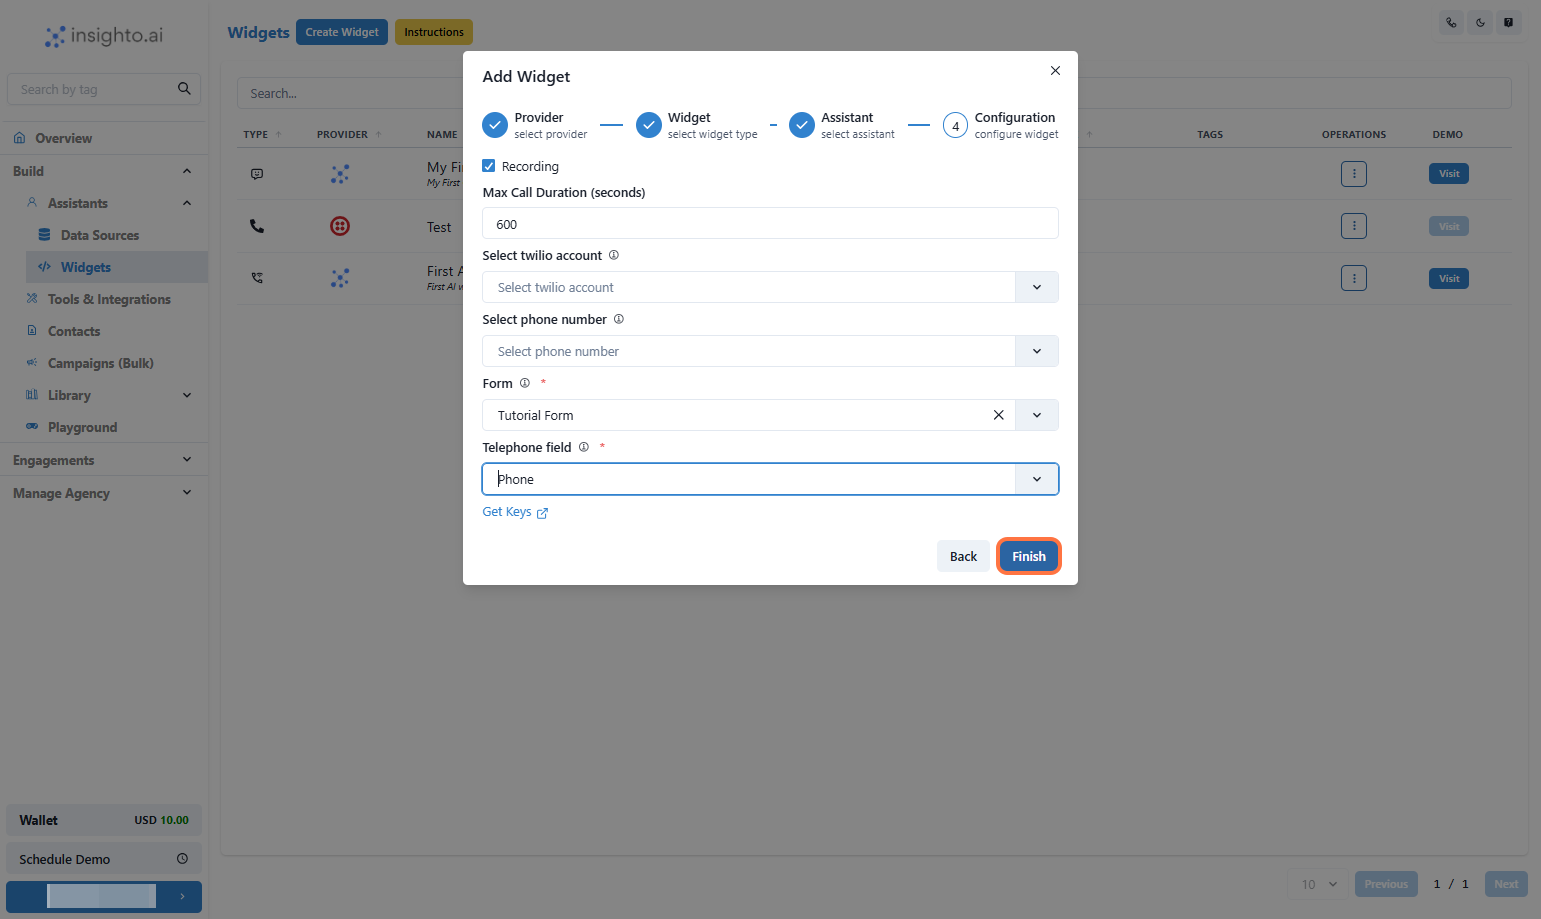 insighto.ai
Search by tag
Overview
Build
Assistants
Data Sources
Widgets
Tools & Integrations
Contacts
Campaigns (Bulk)
Library
Playground
Engagements
Manage Agency
Wallet USD 10.00
Schedule Demo
Widgets Create Widget Instructions
Search...
TYPE PROVIDER NAME TAGS OPERATIONS DEMO
My Fi
My First
Visit
Test
Visit
First A
First AI w
Visit
Add Widget
Provider
select provider
Widget
select widget type
Assistant
select assistant
4
Configuration
configure widget
Recording
Max Call Duration (seconds)
600
Select twilio account
Select twilio account
Select phone number
Select phone number
Form *
Tutorial Form
Telephone field *
Phone
Get Keys
Back Finish
10 Previous 1 / 1 Next